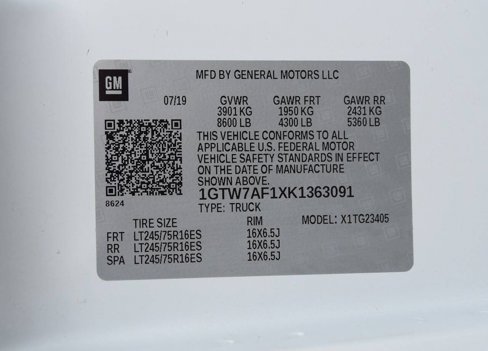 GM
MFD BY GENERAL MOTORS LLC
07/19 GVWR GAWR FRT GAWR RR
3901 KG 1950 KG 2431 KG
8600 LB 4300 LB 5360 LB
THIS VEHICLE CONFORMS TO ALL
APPLICABLE U.S. FEDERAL MOTOR
VEHICLE SAFETY STANDARDS IN EFFECT
ON THE DATE OF MANUFACTURE
SHOWN ABOVE.
1GTW7AF1XK1363091
8624 TYPE: TRUCK
TIRE SIZE RIM MODEL: X1TG23405
FRT LT245/75R16ES 16X6.5J
RR LT245/75R16ES 16X6.5J
SPA LT245/75R16ES 16X6.5J